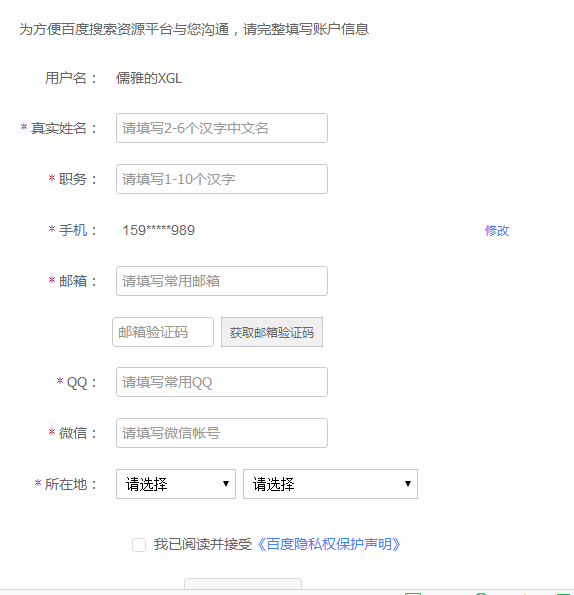 为方便百度搜索资源平台与您沟通，请完整填写账户信息
用户名： 儒雅的XGL
* 真实姓名： 请填写2-6个汉字中文名
* 职务： 请填写1-10个汉字
* 手机： 159*****989 修改
* 邮箱： 请填写常用邮箱
邮箱验证码 获取邮箱验证码
* QQ： 请填写常用QQ
* 微信： 请填写微信帐号
* 所在地： 请选择 请选择
我已阅读并接受《百度隐私权保护声明》